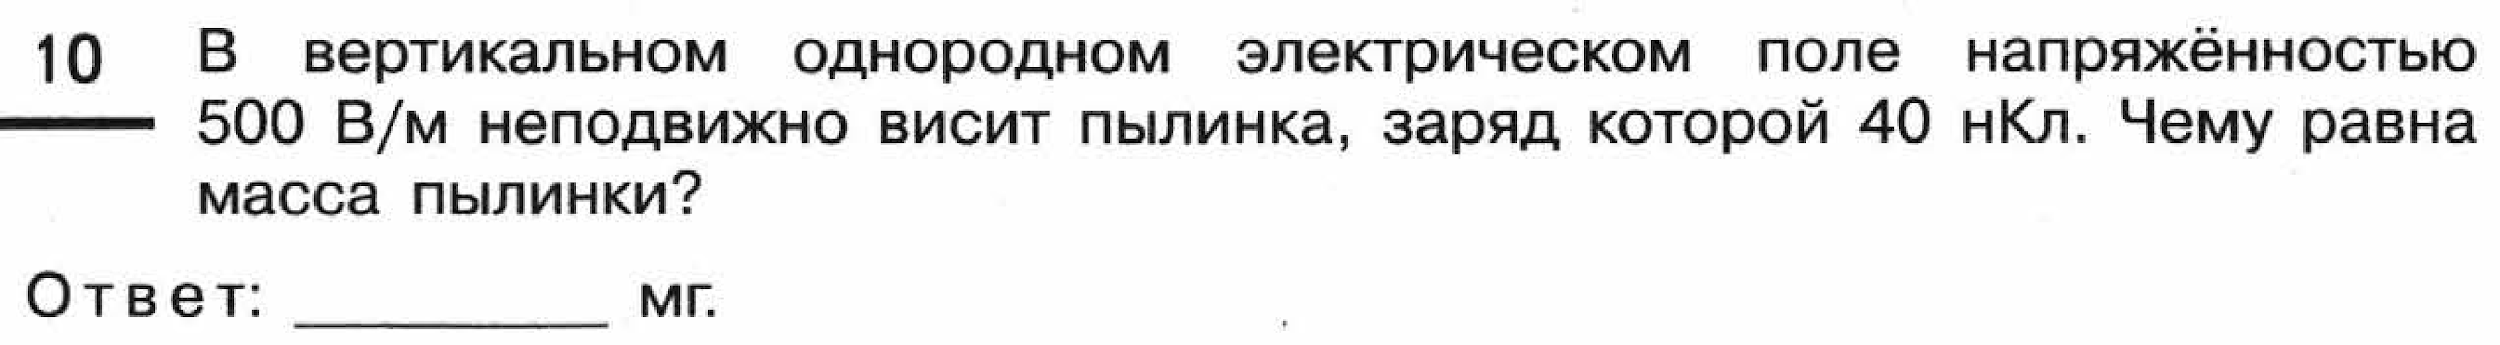 10 В вертикальном однородном электрическом поле напряжённостью
500 В/м неподвижно висит пылинка, заряд которой 40 нКл. Чему равна
масса пылинки?
Ответ: __________ мг.